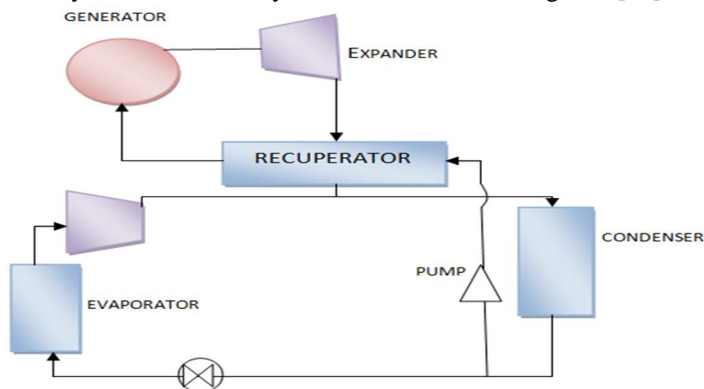 GENERATOR
EXPANDER
RECUPERATOR
CONDENSER
PUMP
EVAPORATOR